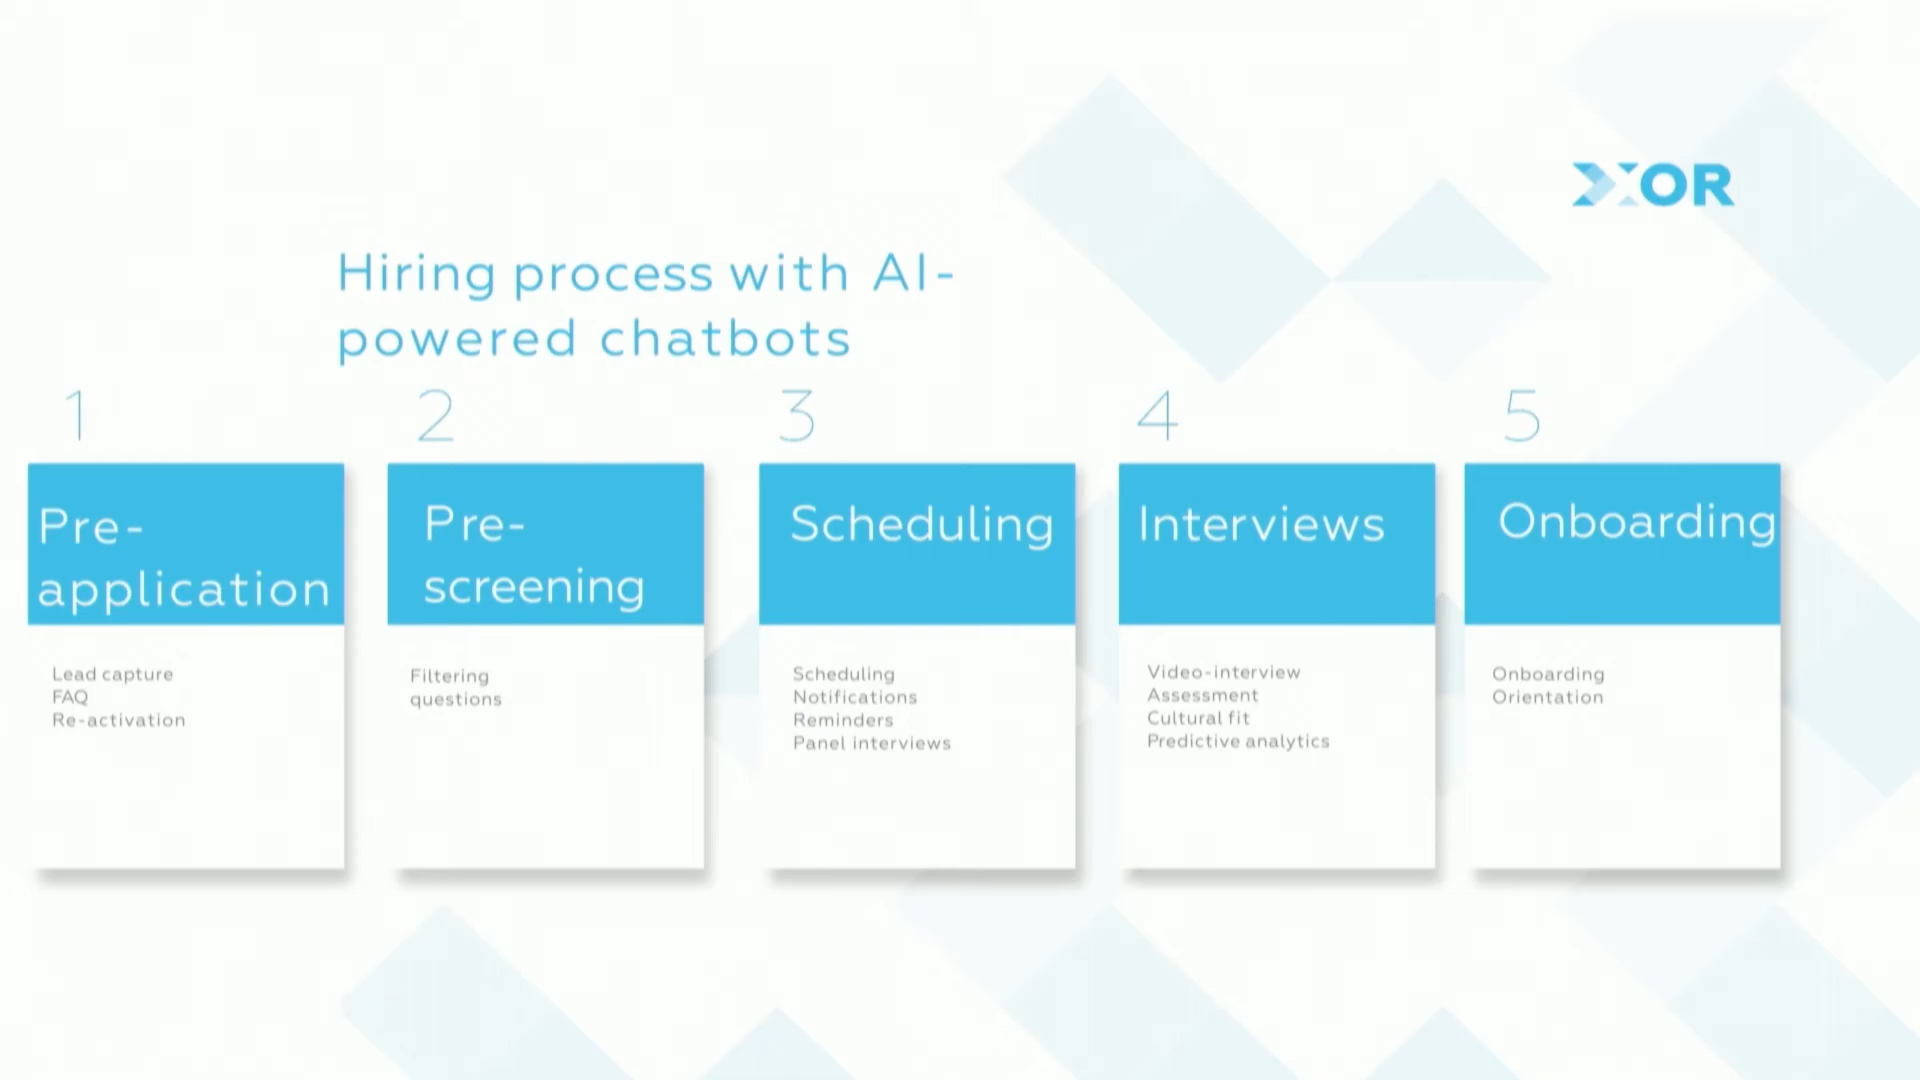 XOR
Hiring process with AI-
powered chatbots
1
2
3
4
5
Pre-
application
Lead capture
FAQ
Re-activation
Pre-
screening
Filtering
questions
Scheduling
Scheduling
Notifications
Reminders
Panel interviews
Interviews
Video-interview
Assessment
Cultural fit
Predictive analytics
Onboarding
Onboarding
Orientation